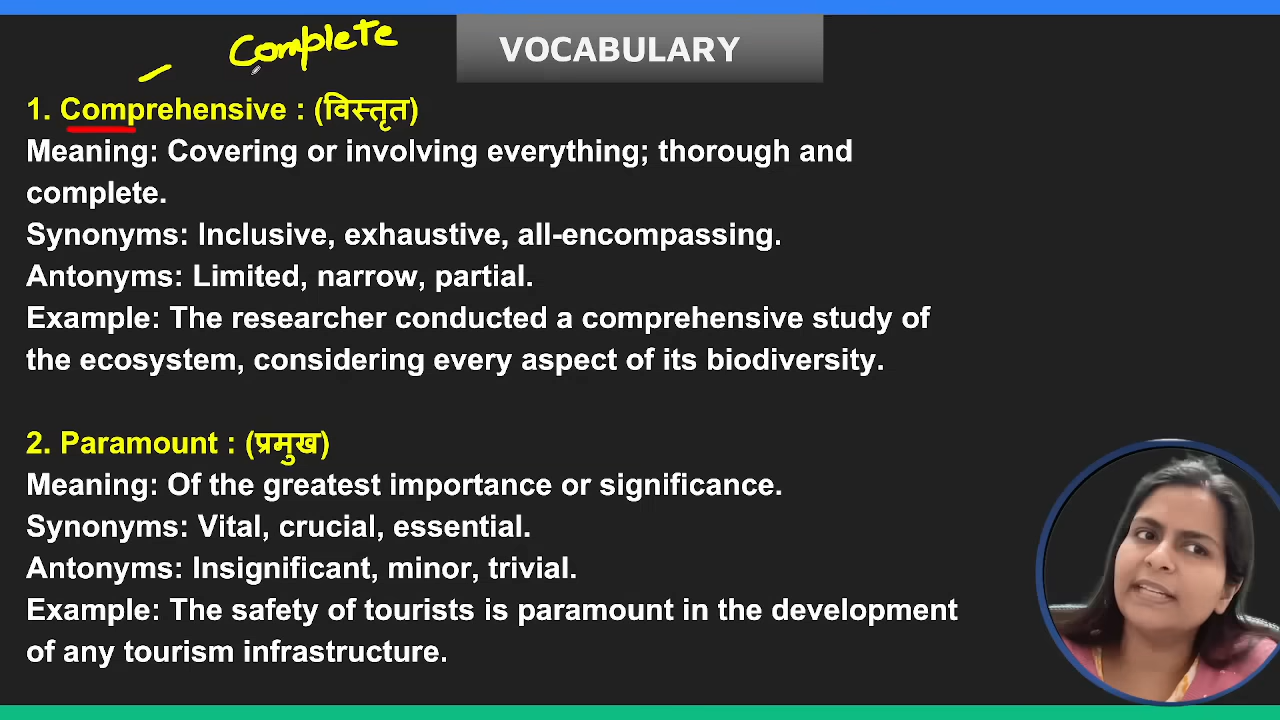 Complete
VOCABULARY
1. Comprehensive : (विस्तृत)
Meaning: Covering or involving everything; thorough and
complete.
Synonyms: Inclusive, exhaustive, all-encompassing.
Antonyms: Limited, narrow, partial.
Example: The researcher conducted a comprehensive study of
the ecosystem, considering every aspect of its biodiversity.
2. Paramount : (प्रमुख)
Meaning: Of the greatest importance or significance.
Synonyms: Vital, crucial, essential.
Antonyms: Insignificant, minor, trivial.
Example: The safety of tourists is paramount in the development
of any tourism infrastructure.